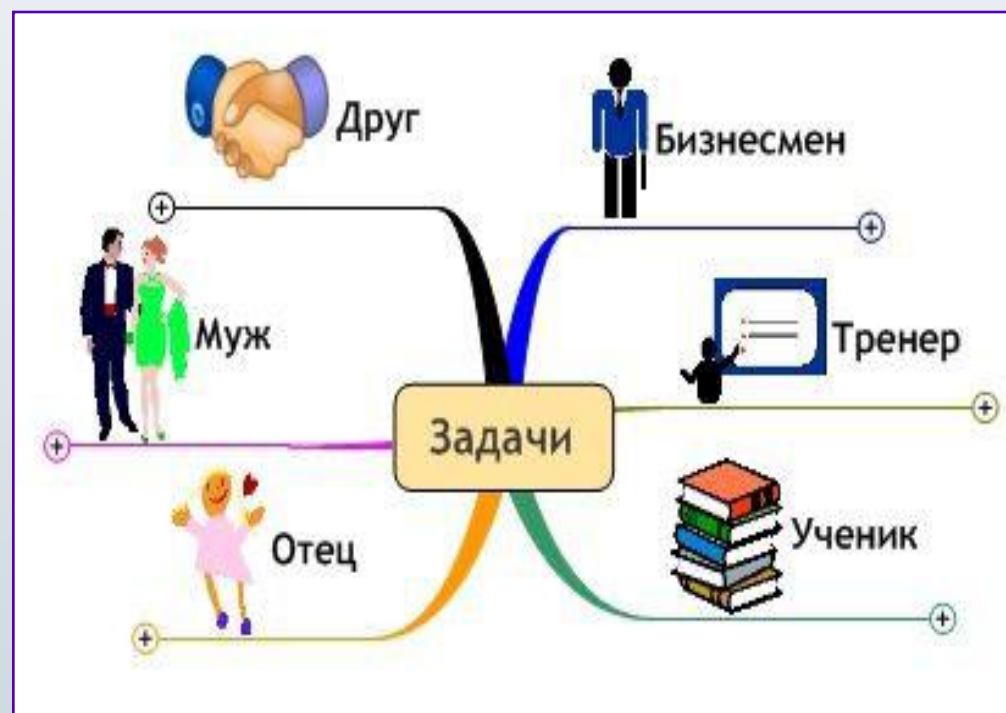 Друг
Бизнесмен
Муж
Тренер
Задачи
Отец
Ученик